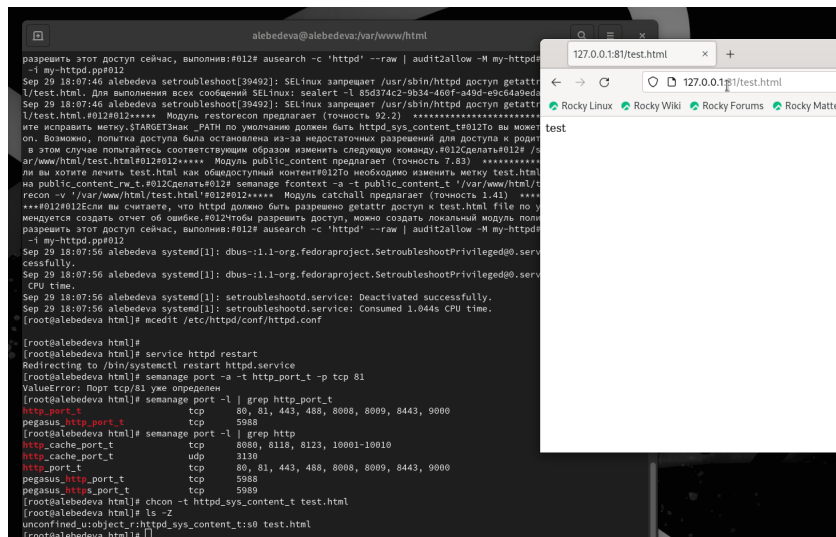 alebedeva@alebedeva:/var/www/html
разрешить этот доступ сейчас, выполнив:#012# ausearch -c 'httpd' --raw | audit2allow -M my-httpd#
-i my-httpd.pp#012
Sep 29 18:07:46 alebedeva setroubleshoot[39492]: SELinux запрещает /usr/sbin/httpd доступ getattr
l/test.html. Для выполнения всех сообщений SELinux: sealert -l 85d374c2-9b34-460f-a49d-e9c64a9eda
Sep 29 18:07:46 alebedeva setroubleshoot[39492]: SELinux запрещает /usr/sbin/httpd доступ getattr
l/test.html.#012#012***** Модуль restorecon предлагает (точность 92.2) ************************
ите исправить метку.$TARGETЗнак _PATH по умолчанию должен быть httpd_sys_content_t#012То вы может
оп. Возможно, попытка доступа была остановлена из-за недостаточных разрешений для доступа к родит
в этом случае попытайтесь соответствующим образом изменить следующую команду.#012Сделать#012# /s
ar/www/html/test.html#012#012***** Модуль public_content предлагает (точность 7.83) ***********
ли вы хотите лечить test.html как общедоступный контент#012То необходимо изменить метку test.html
на public_content_rw_t.#012Сделать#012# semanage fcontext -a -t public_content_t '/var/www/html/t
recon -v '/var/www/html/test.html'#012#012***** Модуль catchall предлагает (точность 1.41) ****
***#012#012Если вы считаете, что httpd должно быть разрешено getattr доступ к test.html file по у
мендуется создать отчет об ошибке.#012Чтобы разрешить доступ, можно создать локальный модуль поли
разрешить этот доступ сейчас, выполнив:#012# ausearch -c 'httpd' --raw | audit2allow -M my-httpd#
-i my-httpd.pp#012
Sep 29 18:07:56 alebedeva systemd[1]: dbus-:1.1-org.fedoraproject.SetroubleshootPrivileged@0.serv
cessfully.
Sep 29 18:07:56 alebedeva systemd[1]: dbus-:1.1-org.fedoraproject.SetroubleshootPrivileged@0.serv
CPU time.
Sep 29 18:07:56 alebedeva systemd[1]: setroubleshootd.service: Deactivated successfully.
Sep 29 18:07:56 alebedeva systemd[1]: setroubleshootd.service: Consumed 1.044s CPU time.
[root@alebedeva html]# mcedit /etc/httpd/conf/httpd.conf
[root@alebedeva html]#
[root@alebedeva html]# service httpd restart
Redirecting to /bin/systemctl restart httpd.service
[root@alebedeva html]# semanage port -a -t http_port_t -p tcp 81
ValueError: Порт tcp/81 уже определен
[root@alebedeva html]# semanage port -l | grep http_port_t
http_port_t tcp 80, 81, 443, 488, 8008, 8009, 8443, 9000
pegasus_http_port_t tcp 5988
[root@alebedeva html]# semanage port -l | grep http
http_cache_port_t tcp 8080, 8118, 8123, 10001-10010
http_cache_port_t udp 3130
http_port_t tcp 80, 81, 443, 488, 8008, 8009, 8443, 9000
pegasus_http_port_t tcp 5988
pegasus_https_port_t tcp 5989
[root@alebedeva html]# chcon -t httpd_sys_content_t test.html
[root@alebedeva html]# ls -Z
unconfined_u:object_r:httpd_sys_content_t:s0 test.html
[root@alebedeva html]#
127.0.0.1:81/test.html
127.0.0.1:81/test.html
Rocky Linux Rocky Wiki Rocky Forums Rocky Matte
test